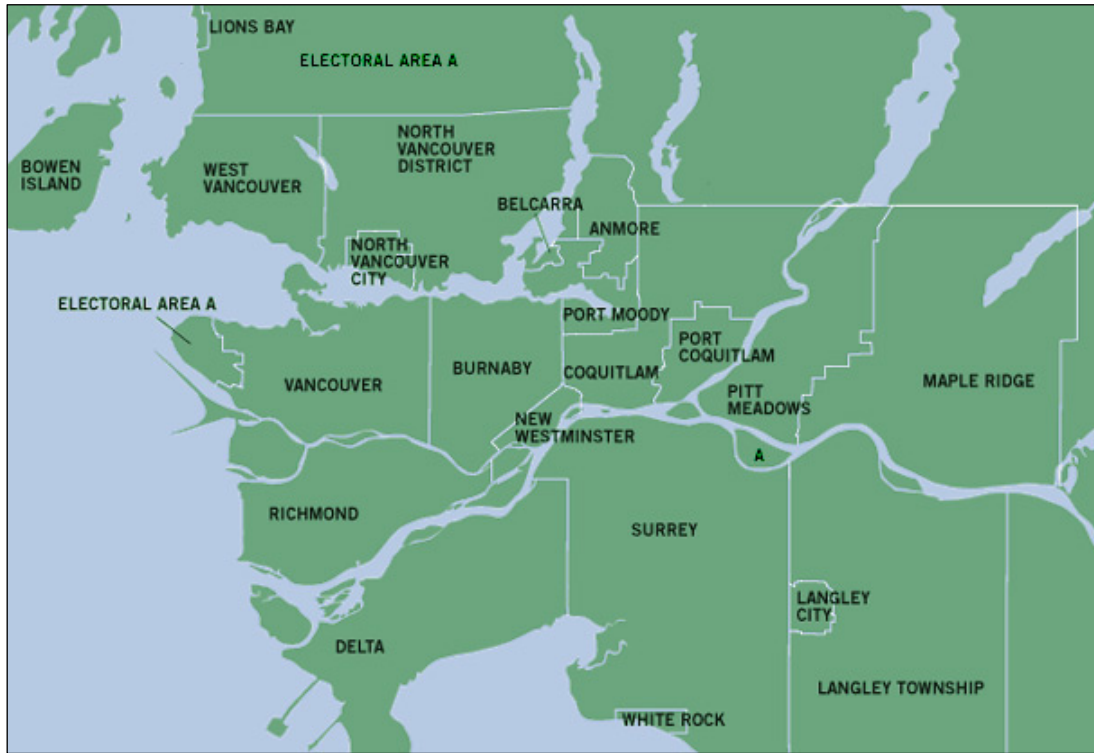 LIONS BAY
ELECTORAL AREA A
NORTH
VANCOUVER
DISTRICT
BOWEN
ISLAND
WEST
VANCOUVER
BELCARRA
ANMORE
NORTH
VANCOUVER
CITY
ELECTORAL AREA A
PORT MOODY
PORT
COQUITLAM
VANCOUVER
BURNABY
COQUITLAM
MAPLE RIDGE
PITT
MEADOWS
NEW
WESTMINSTER
A
RICHMOND
SURREY
LANGLEY
CITY
DELTA
LANGLEY TOWNSHIP
WHITE ROCK